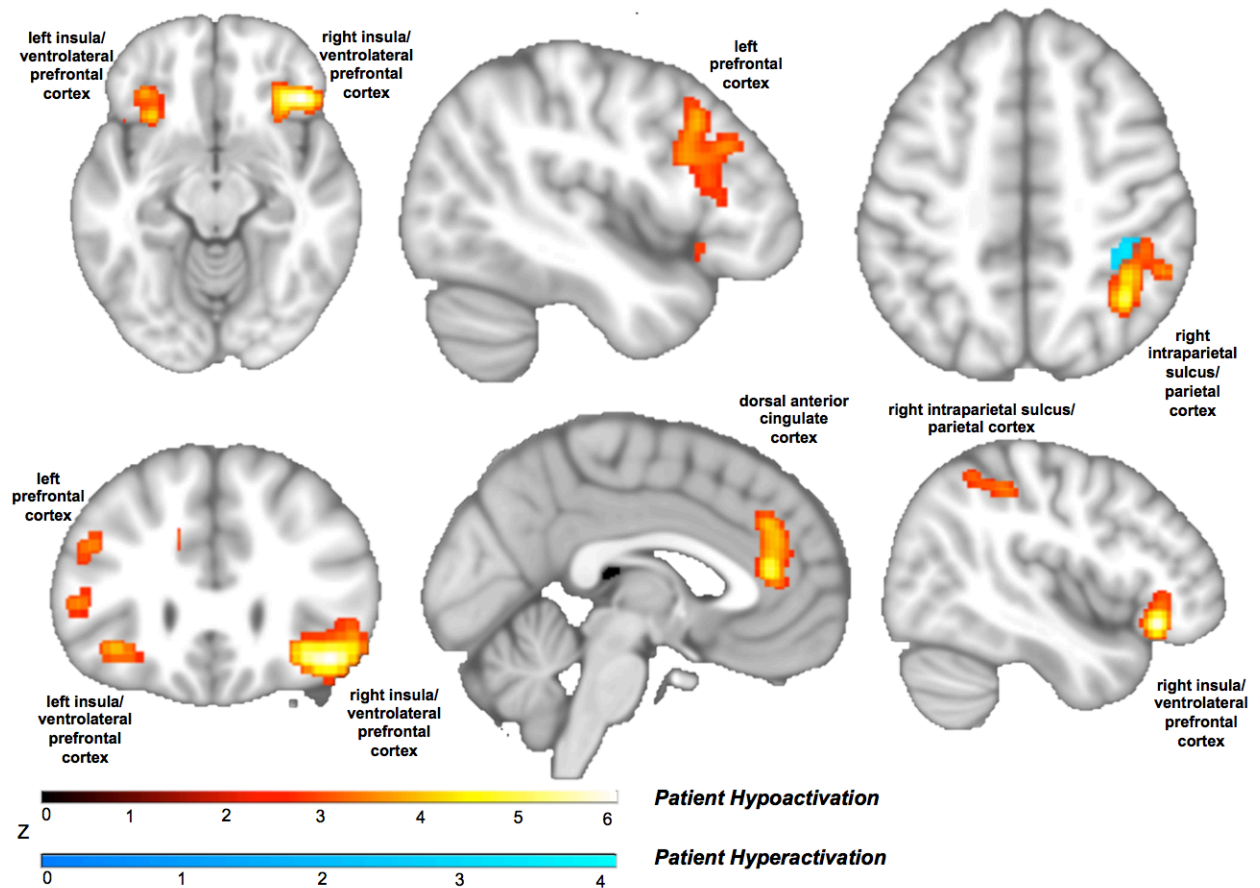 left insula/
ventrolateral
prefrontal
cortex
right insula/
ventrolateral
prefrontal
cortex
left
prefrontal
cortex
right
intraparietal
sulcus/
parietal
cortex
left
prefrontal
cortex
left insula/
ventrolateral
prefrontal
cortex
right insula/
ventrolateral
prefrontal
cortex
dorsal anterior
cingulate
cortex
right intraparietal sulcus/
parietal cortex
right insula/
ventrolateral
prefrontal
cortex
0 1 2 3 4 5 6
Patient Hypoactivation
Z
0 1 2 3 4
Patient Hyperactivation